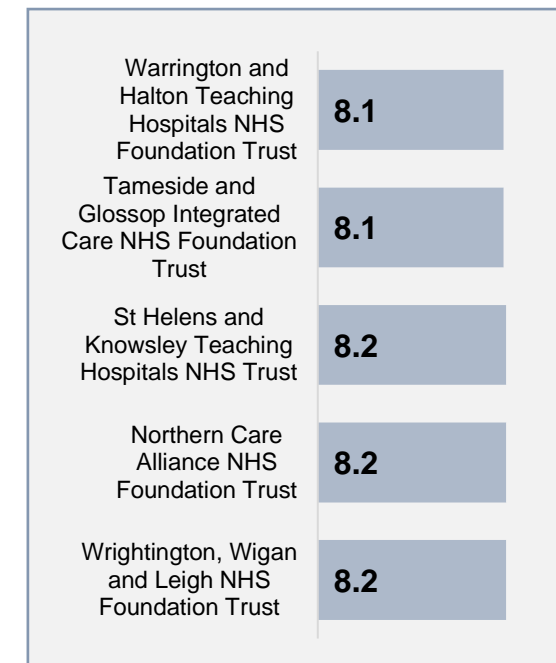 Warrington and
Halton Teaching
Hospitals NHS
Foundation Trust
8.1
Tameside and
Glossop Integrated
Care NHS Foundation
Trust
8.1
St Helens and
Knowsley Teaching
Hospitals NHS Trust
8.2
Northern Care
Alliance NHS
Foundation Trust
8.2
Wrightington, Wigan
and Leigh NHS
Foundation Trust
8.2